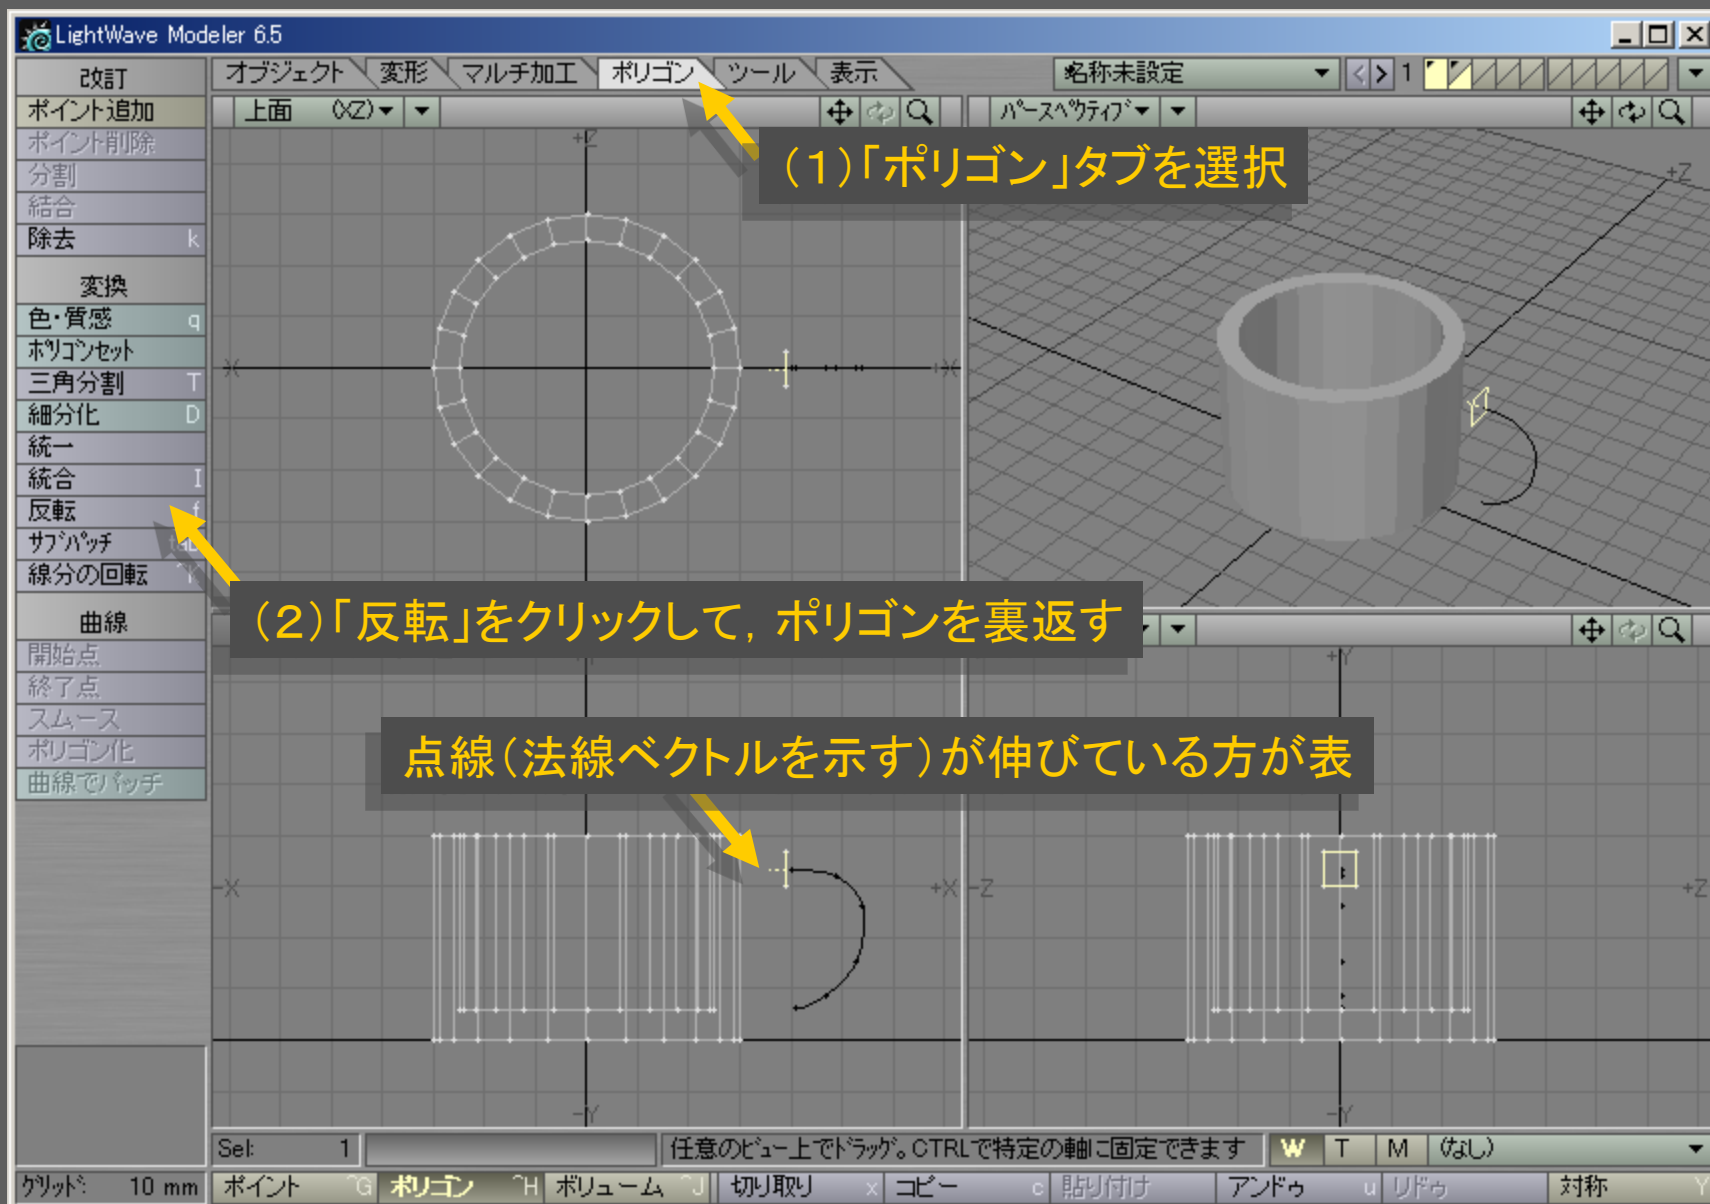 LightWave Modeler 6.5
改訂
オブジェクト 変形 マルチ加工 ポリゴン ツール 表示
名称未設定 1
ポイント追加
上面 (XZ)
パースペクティブ
ポイント削除
+Z
(1)「ポリゴン」タブを選択
分割
+Z
結合
除去 k
変換
色・質感 q
ポリゴンセット
三角分割 T
-X +X
細分化 D
統一
統合 I
反転 f
サブパッチ tab
線分の回転 ^K
曲線
(2)「反転」をクリックして, ポリゴンを裏返す
開始点
+Y +Y
終了点
スムース
ポリゴン化
点線(法線ベクトルを示す)が伸びている方が表
曲線でパッチ
-X +X -Z +Z
-Y -Y
Sel: 1 任意のビュー上でドラッグ。CTRLで特定の軸に固定できます W T M (なし)
グリッド: 10 mm ポイント ^G ポリゴン ^H ボリューム ^J 切り取り x コピー c 貼り付け アンドゥ u リドゥ 対称 Y